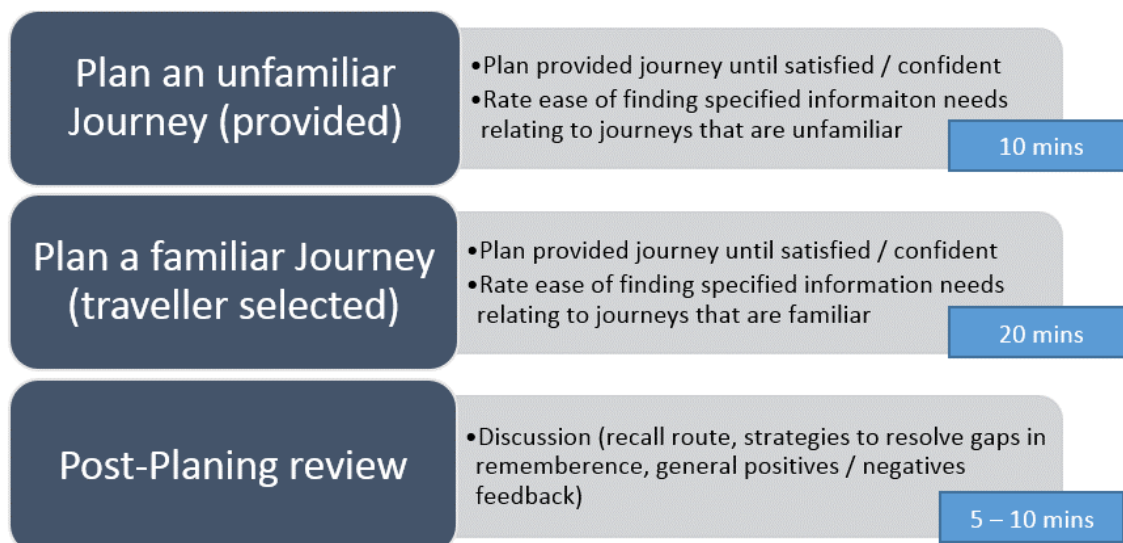 Plan an unfamiliar
Journey (provided)
•Plan provided journey until satisfied / confident
•Rate ease of finding specified informaiton needs
relating to journeys that are unfamiliar
10 mins
Plan a familiar Journey
(traveller selected)
•Plan provided journey until satisfied / confident
•Rate ease of finding specified information needs
relating to journeys that are familiar
20 mins
Post-Planing review
•Discussion (recall route, strategies to resolve gaps in
rememberence, general positives / negatives
feedback)
5 – 10 mins